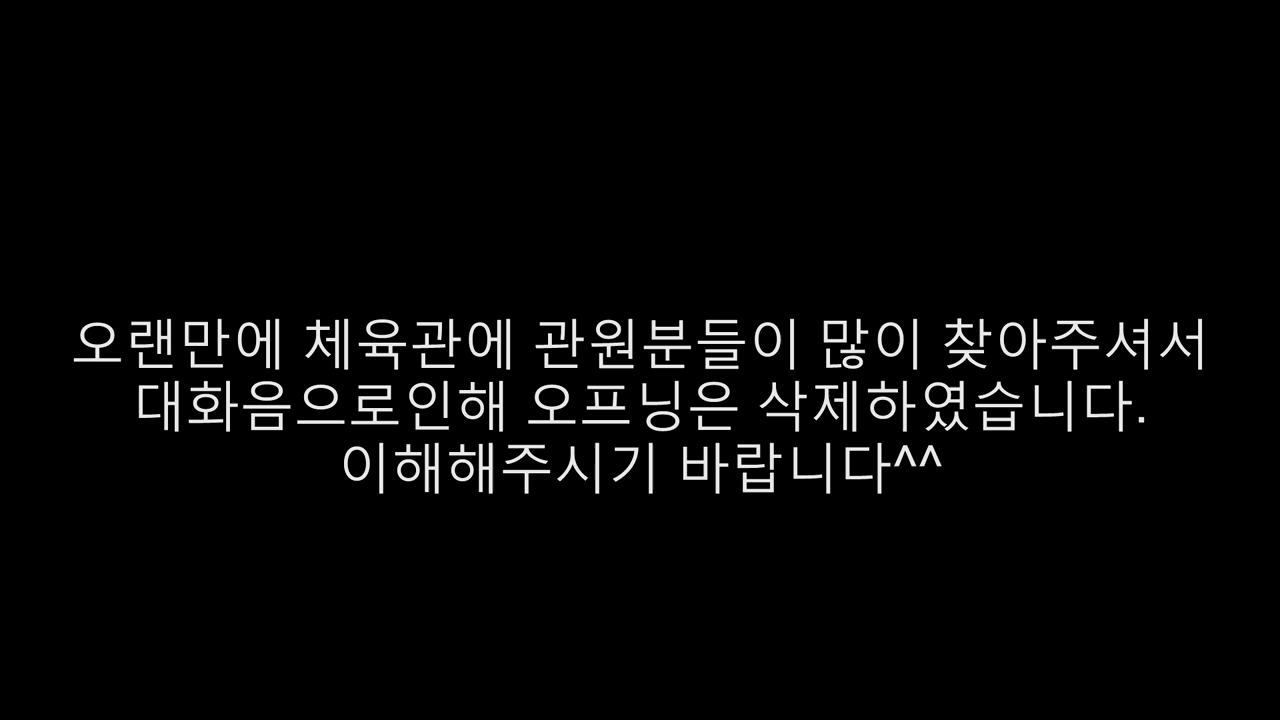 오랜만에 체육관에 관원분들이 많이 찾아주셔서
대화음으로인해 오프닝은 삭제하였습니다.
이해해주시기 바랍니다^^